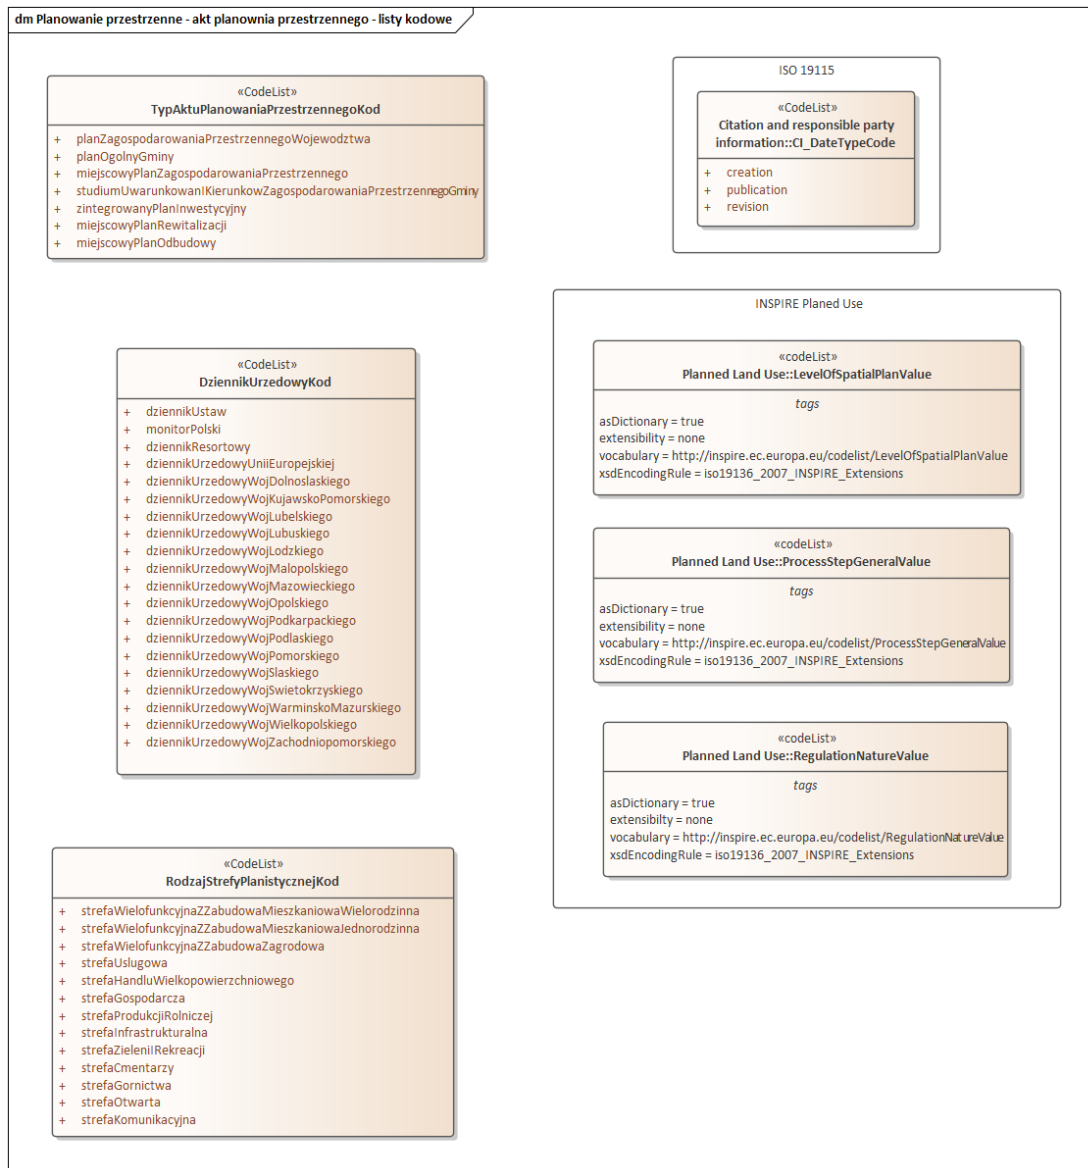 dm Planowanie przestrzenne - akt planownia przestrzennego - listy kodowe
«CodeList»
TypAktuPlanowaniaPrzestrzennegoKod
+ planZagospodarowaniaPrzestrzennegoWojewodztwa
+ planOgolnyGminy
+ miejscowyPlanZagospodarowaniaPrzestrzennego
+ studiumUwarunkowanIKierunkowZagospodarowaniaPrzestrzennegoGminy
+ zintegrowanyPlanInwestycyjny
+ miejscowyPlanRewitalizacji
+ miejscowyPlanOdbudowy
ISO 19115
«CodeList»
Citation and responsible party
information::CI_DateTypeCode
+ creation
+ publication
+ revision
«CodeList»
DziennikUrzedowyKod
+ dziennikUstaw
+ monitorPolski
+ dziennikResortowy
+ dziennikUrzedowyUniiEuropejskiej
+ dziennikUrzedowyWojDolnoslaskiego
+ dziennikUrzedowyWojKujawskoPomorskiego
+ dziennikUrzedowyWojLubelskiego
+ dziennikUrzedowyWojLubuskiego
+ dziennikUrzedowyWojLodzkiego
+ dziennikUrzedowyWojMalopolskiego
+ dziennikUrzedowyWojMazowieckiego
+ dziennikUrzedowyWojOpolskiego
+ dziennikUrzedowyWojPodkarpackiego
+ dziennikUrzedowyWojPodlaskiego
+ dziennikUrzedowyWojPomorskiego
+ dziennikUrzedowyWojSlaskiego
+ dziennikUrzedowyWojSwietokrzyskiego
+ dziennikUrzedowyWojWarminskoMazurskiego
+ dziennikUrzedowyWojWielkopolskiego
+ dziennikUrzedowyWojZachodniopomorskiego
INSPIRE Planed Use
«codeList»
Planned Land Use::LevelOfSpatialPlanValue
tags
asDictionary = true
extensibility = none
vocabulary = http://inspire.ec.europa.eu/codelist/LevelOfSpatialPlanValue
xsdEncodingRule = iso19136_2007_INSPIRE_Extensions
«codeList»
Planned Land Use::ProcessStepGeneralValue
tags
asDictionary = true
extensibility = none
vocabulary = http://inspire.ec.europa.eu/codelist/ProcessStepGeneralValue
xsdEncodingRule = iso19136_2007_INSPIRE_Extensions
«codeList»
Planned Land Use::RegulationNatureValue
tags
asDictionary = true
extensibilty = none
vocabulary = http://inspire.ec.europa.eu/codelist/RegulationNatureValue
xsdEncodingRule = iso19136_2007_INSPIRE_Extensions
«CodeList»
RodzajStrefyPlanistycznejKod
+ strefaWielofunkcyjnaZZabudowaMieszkaniowaWielorodzinna
+ strefaWielofunkcyjnaZZabudowaMieszkaniowaJednorodzinna
+ strefaWielofunkcyjnaZZabudowaZagrodowa
+ strefaUslugowa
+ strefaHandluWielkopowierzchniowego
+ strefaGospodarcza
+ strefaProdukcjiRolniczej
+ strefaInfrastrukturalna
+ strefaZieleniIRekreacji
+ strefaCmentarzy
+ strefaGornictwa
+ strefaOtwarta
+ strefaKomunikacyjna